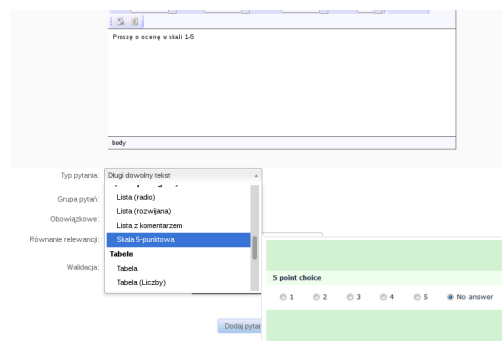 Proszę o ocenę w skali 1-5
body
Typ pytania:
Długi dowolny tekst
Grupa pytań:
Lista (radio)
Lista (rozwijana)
Obowiązkowe:
Lista z komentarzem
Równanie relewancji:
Skala 5-punktowa
Tabele
Walidacja:
Tabela
Tabela (Liczby)
5 point choice
1 2 3 4 5 No answer
Dodaj pytan